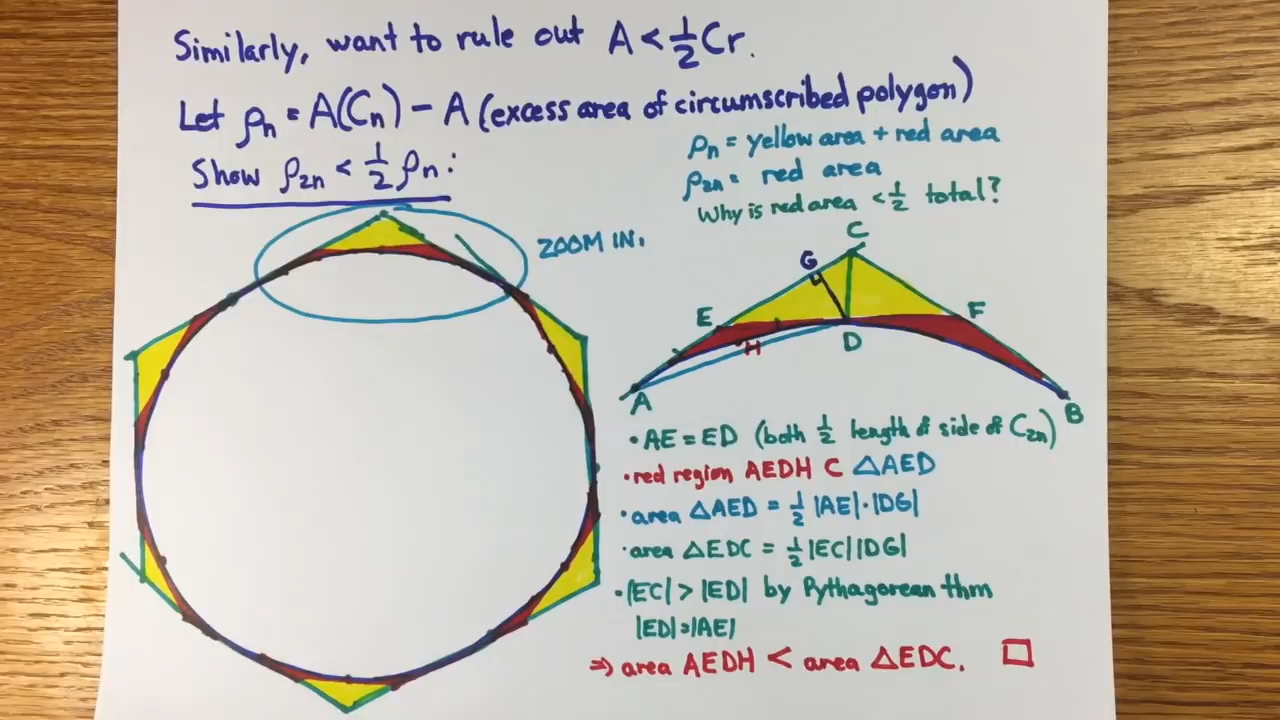 Similarly, want to rule out A < ½Cr.
Let ρn = A(Cn) − A (excess area of circumscribed polygon)
Show ρ2n < ½ ρn:
ρn = yellow area + red area
ρ2n = red area
Why is red area < ½ total?
ZOOM IN.
C
G
E
F
H
D
A
B
• AE = ED (both ½ length of side of C2n)
• red region AEDH ⊂ △AED
• area △AED = ½ |AE|·|DG|
• area △EDC = ½ |EC||DG|
• |EC| > |ED| by Pythagorean thm
|ED| = |AE|
⇒ area AEDH < area △EDC. □